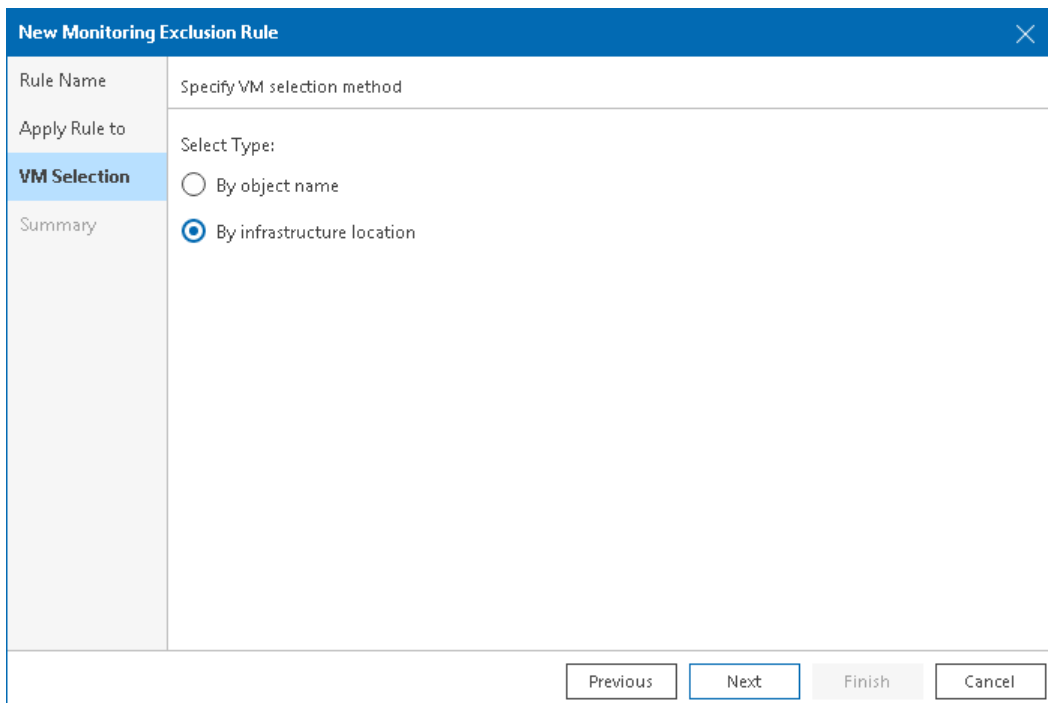 New Monitoring Exclusion Rule
Rule Name
Apply Rule to
VM Selection
Summary
Specify VM selection method
Select Type:
By object name
By infrastructure location
Previous
Next
Finish
Cancel